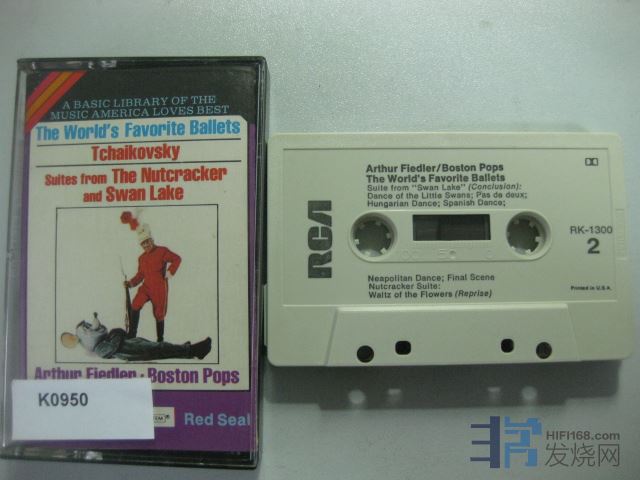 A BASIC LIBRARY OF THE
MUSIC AMERICA LOVES BEST
The World's Favorite Ballets
Tchaikovsky
Suites from The Nutcracker
and Swan Lake
Arthur Fiedler · Boston Pops
K0950
Red Seal
RCA
Arthur Fiedler/Boston Pops
The World's Favorite Ballets
Suite from "Swan Lake" (Conclusion):
Dance of the Little Swans; Pas de deux;
Hungarian Dance; Spanish Dance;
Neapolitan Dance; Final Scene
Nutcracker Suite:
Waltz of the Flowers (Reprise)
RK-1300
2
Printed in U.S.A.
HIFI168.com
发烧网